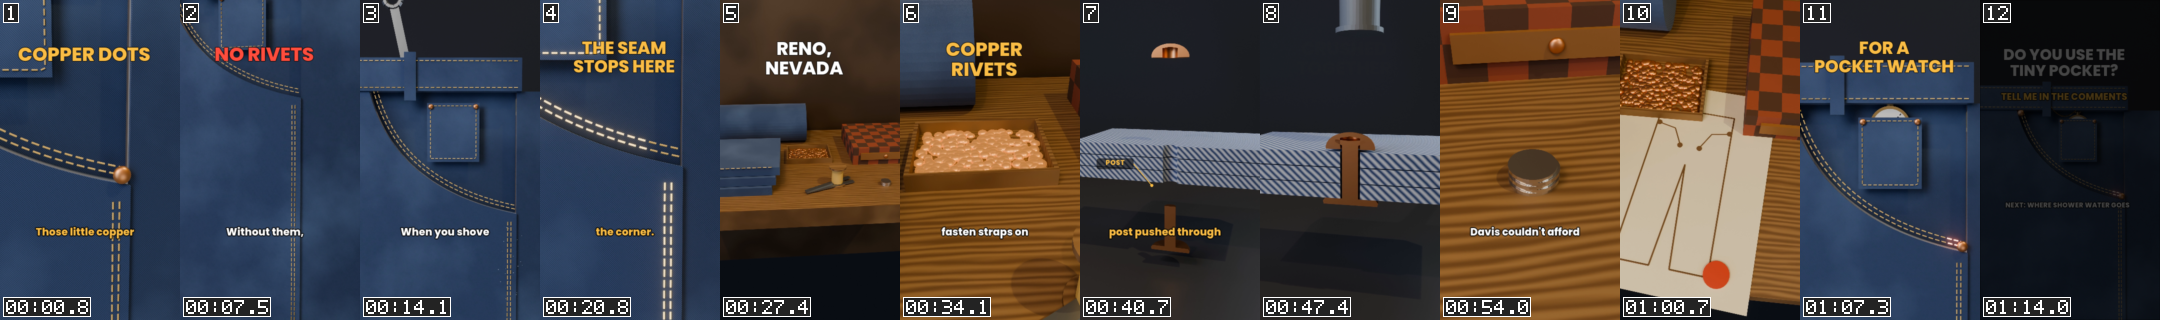 1
COPPER DOTS
Those little copper
00:00.8
2
NO RIVETS
Without them,
00:07.5
3
When you shove
00:14.1
4
THE SEAM
STOPS HERE
the corner.
00:20.8
5
RENO,
NEVADA
00:27.4
6
COPPER
RIVETS
fasten straps on
00:34.1
7
POST
post pushed through
00:40.7
8
00:47.4
9
Davis couldn't afford
00:54.0
10
01:00.7
11
FOR A
POCKET WATCH
01:07.3
12
DO YOU USE THE
TINY POCKET?
TELL ME IN THE COMMENTS
NEXT: WHERE SHOWER WATER GOES
01:14.0